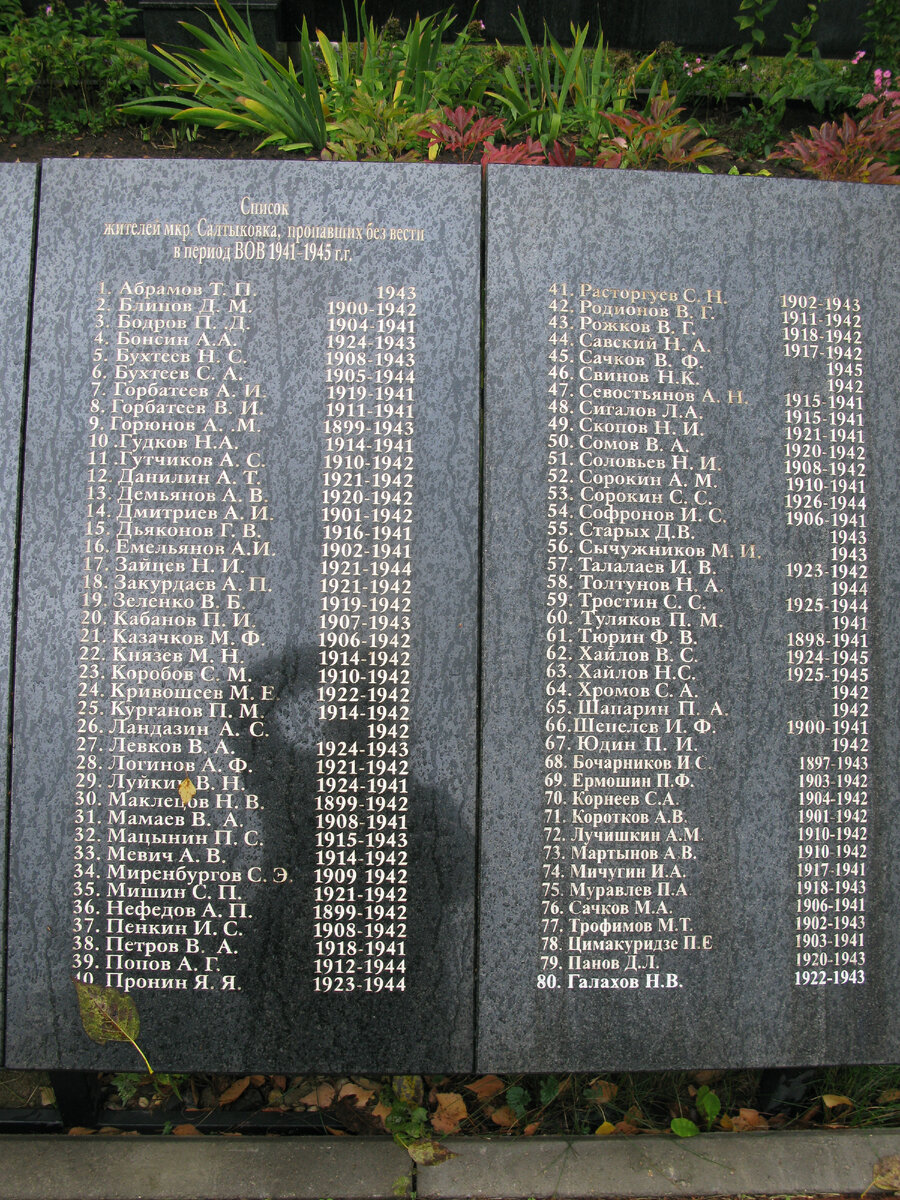 Список
жителей мкр. Салтыковка, пропавших без вести
в период ВОВ 1941-1945 г.г.
1. Абрамов Т. П. 1943
2. Блинов Д. М. 1900-1942
3. Бодров П. .Д. 1904-1941
4. Бонсин А.А. 1924-1943
5. Бухтеев Н. С. 1908-1943
6. Бухтеев С. А. 1905-1944
7. Горбатеев А. И. 1919-1941
8. Горбатеев В. И. 1911-1941
9. Горюнов А. .М. 1899-1943
10. Гудков Н.А. 1914-1941
11. Гутчиков А. С. 1910-1942
12. Данилин А. Т. 1921-1942
13. Демьянов А. В. 1920-1942
14. Дмитриев А. И. 1901-1942
15. Дьяконов Г. В. 1916-1941
16. Емельянов А.И. 1902-1941
17. Зайцев Н. И. 1921-1944
18. Закурдаев А. П. 1921-1942
19. Зеленко В. Б. 1919-1942
20. Кабанов П. И. 1907-1943
21. Казачков М. Ф. 1906-1942
22. Князев М. Н. 1914-1942
23. Коробов С. М. 1910-1942
24. Кривошсев М. Е. 1922-1942
25. Курганов П. М. 1914-1942
26. Ландазин А. С. 1942
27. Левков В. А. 1924-1943
28. Логинов А. Ф. 1921-1942
29. Луйкин В. Н. 1924-1941
30. Маклецов Н. В. 1899-1942
31. Мамаев В. А. 1908-1941
32. Мацынин П. С. 1915-1943
33. Мевич А. В. 1914-1942
34. Миренбургов С. Э. 1909 1942
35. Мишин С. П. 1921-1942
36. Нефедов А. П. 1899-1942
37. Пенкин И. С. 1908-1942
38. Петров В. А. 1918-1941
39. Попов А. Г. 1912-1944
40. Пронин Я. Я. 1923-1944
41. Расторгуев С. Н. 1902-1943
42. Родионов В. Г. 1911-1942
43. Рожков В. Г. 1918-1942
44. Савский Н. А. 1917-1942
45. Сачков В. Ф. 1945
46. Свинов Н.К. 1942
47. Севостьянов А. Н. 1915-1941
48. Сигалов Л.А. 1915-1941
49. Скопов Н. И. 1921-1941
50. Сомов В. А. 1920-1942
51. Соловьев Н. И. 1908-1942
52. Сорокин А. М. 1910-1941
53. Сорокин С. С. 1926-1944
54. Софронов И. С. 1906-1941
55. Старых Д.В. 1943
56. Сычужников М. И. 1943
57. Талалаев И. В. 1923-1942
58. Толтунов Н. А. 1944
59. Тростин С. С. 1925-1944
60. Туляков П. М. 1941
61. Тюрин Ф. В. 1898-1941
62. Хайлов В. С. 1924-1945
63. Хайлов Н.С. 1925-1945
64. Хромов С. А. 1942
65. Шапарин П. А. 1942
66. Шепелев И. Ф. 1900-1941
67. Юдин П. И. 1942
68. Бочарников И.С. 1897-1943
69. Ермошин П.Ф. 1903-1942
70. Корнеев С.А. 1904-1942
71. Коротков А.В. 1901-1942
72. Лучишкин А.М. 1910-1942
73. Мартынов А.В. 1910-1942
74. Мичугин И.А. 1917-1941
75. Муравлев П.А. 1918-1943
76. Сачков М.А. 1906-1941
77. Трофимов М.Т. 1902-1943
78. Цимакуридзе П.Е. 1903-1941
79. Панов Д.Л. 1920-1943
80. Галахов Н.В. 1922-1943